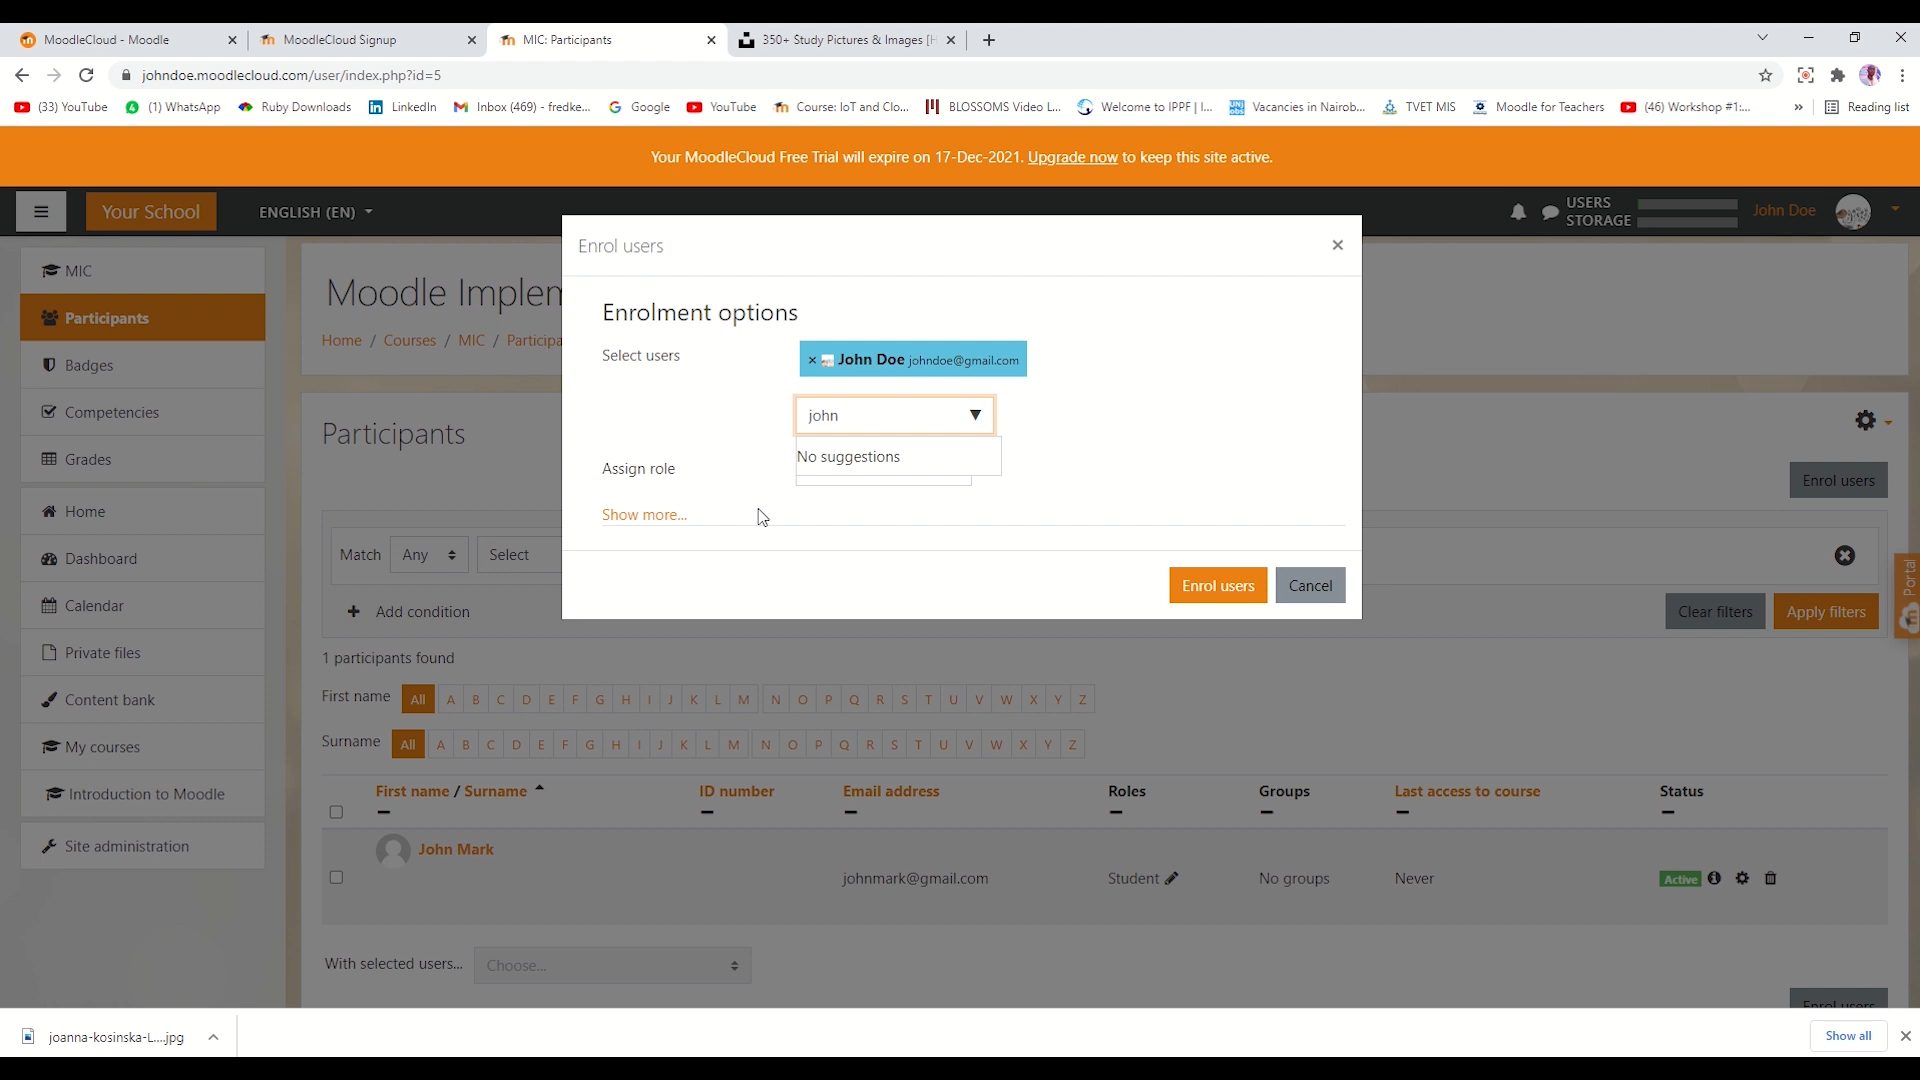 MoodleCloud - Moodle
MoodleCloud Signup
MIC: Participants
350+ Study Pictures & Images [H
johndoe.moodlecloud.com/user/index.php?id=5
(33) YouTube
(1) WhatsApp
Ruby Downloads
LinkedIn
Inbox (469) - fredke...
Google
YouTube
Course: IoT and Clo...
BLOSSOMS Video L...
Welcome to IPPF | I...
Vacancies in Nairob...
TVET MIS
Moodle for Teachers
(46) Workshop #1:...
»
Reading list
Your MoodleCloud Free Trial will expire on 17-Dec-2021. Upgrade now to keep this site active.
Your School
ENGLISH (EN)
USERS
STORAGE
John Doe
MIC
Participants
Badges
Competencies
Grades
Home
Dashboard
Calendar
Private files
Content bank
My courses
Introduction to Moodle
Site administration
Moodle Implem
Home / Courses / MIC / Participa
Enrol users
Enrolment options
Select users
× John Doe johndoe@gmail.com
john
No suggestions
Assign role
Show more...
Enrol users
Cancel
Participants
Enrol users
Match
Any
Select
Add condition
Clear filters
Apply filters
Portal
1 participants found
First name All A B C D E F G H I J K L M N O P Q R S T U V W X Y Z
Surname All A B C D E F G H I J K L M N O P Q R S T U V W X Y Z
First name / Surname
ID number
Email address
Roles
Groups
Last access to course
Status
John Mark
johnmark@gmail.com
Student
No groups
Never
Active
With selected users...
Choose...
Enrol users
joanna-kosinska-L....jpg
Show all